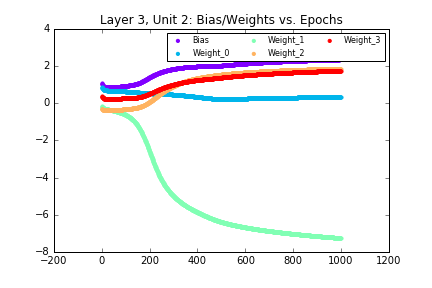 Layer 3, Unit 2: Bias/Weights vs. Epochs
Bias Weight_1 Weight_3
Weight_0 Weight_2
4
2
0
−2
−4
−6
−8
−200 0 200 400 600 800 1000 1200